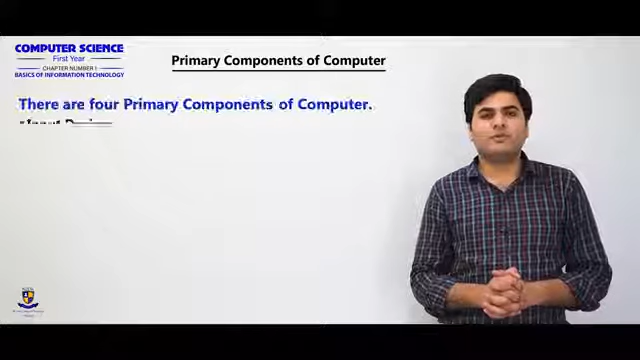 COMPUTER SCIENCE
First Year
CHAPTER NUMBER 1
BASICS OF INFORMATION TECHNOLOGY
Primary Components of Computer
There are four Primary Components of Computer.